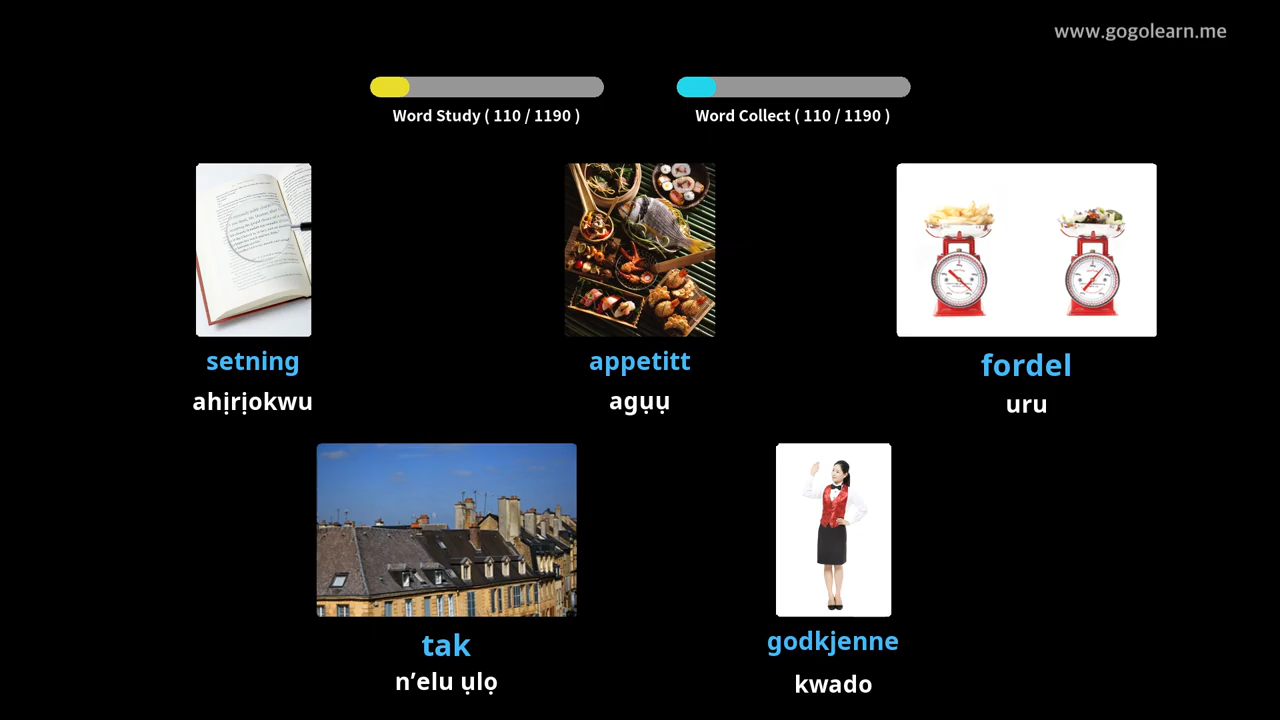 www.gogolearn.me
Word Study ( 110 / 1190 )
Word Collect ( 110 / 1190 )
setning
appetitt
fordel
ahịrịokwu
agụụ
uru
tak
godkjenne
n’elu ụlọ
kwado